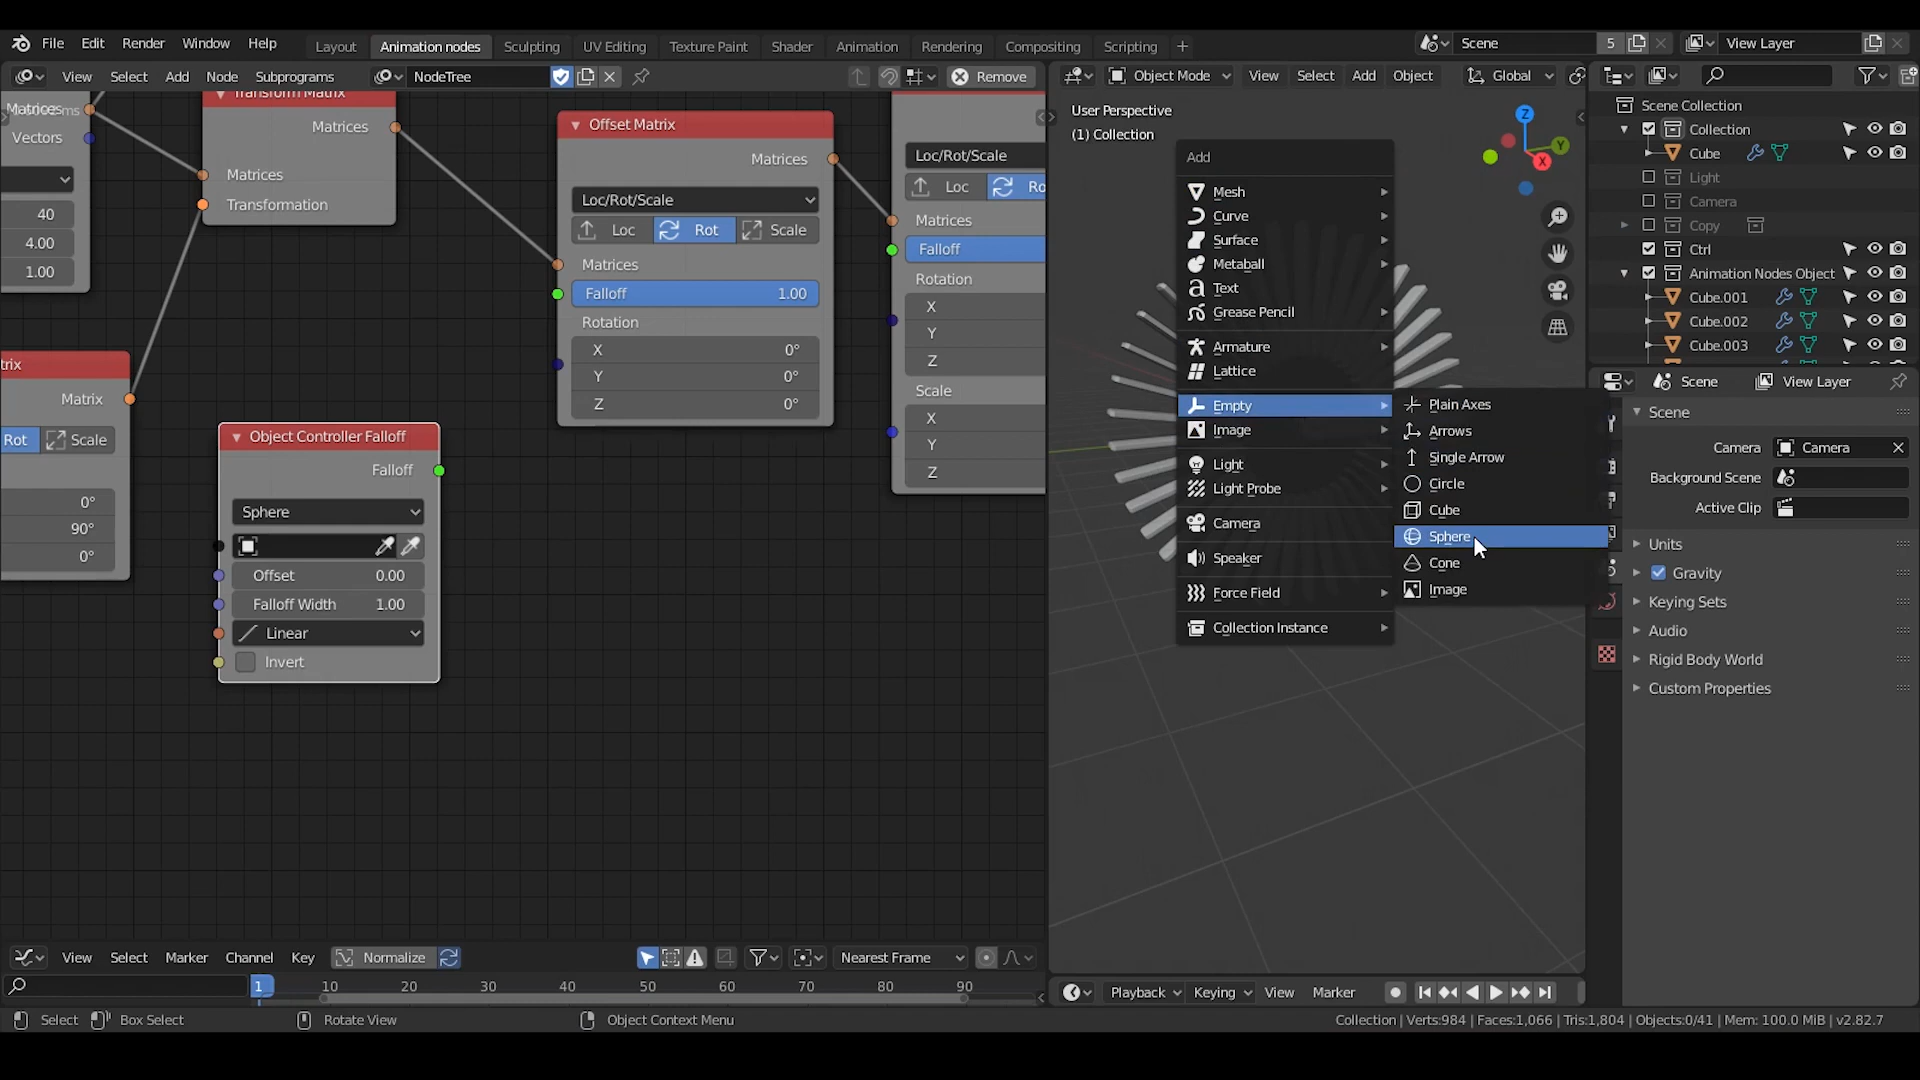 File Edit Render Window Help
Layout Animation nodes Sculpting UV Editing Texture Paint Shader Animation Rendering Compositing Scripting
Scene 5 View Layer
View Select Add Node Subprograms NodeTree Remove
Object Mode View Select Add Object Global
Matrices
Vectors
40
4.00
1.00
Transform Matrix
Matrices
Matrices
Transformation
Offset Matrix
Matrices
Loc/Rot/Scale
Loc Rot Scale
Matrices
Falloff 1.00
Rotation
X 0°
Y 0°
Z 0°
Loc/Rot/Scale
Loc Ro
Matrices
Falloff
Rotation
X
Y
Z
Scale
X
Y
Z
trix
Matrix
Rot Scale
0°
90°
0°
Object Controller Falloff
Falloff
Sphere
Offset 0.00
Falloff Width 1.00
Linear
Invert
User Perspective
(1) Collection
Z
Y
X
Add
Mesh
Curve
Surface
Metaball
Text
Grease Pencil
Armature
Lattice
Empty
Image
Light
Light Probe
Camera
Speaker
Force Field
Collection Instance
Plain Axes
Arrows
Single Arrow
Circle
Cube
Sphere
Cone
Image
Scene Collection
Collection
Cube
Light
Camera
Copy
Ctrl
Animation Nodes Object
Cube.001
Cube.002
Cube.003
Scene View Layer
Scene
Camera Camera
Background Scene
Active Clip
Units
Gravity
Keying Sets
Audio
Rigid Body World
Custom Properties
View Select Marker Channel Key Normalize Nearest Frame
1 10 20 30 40 50 60 70 80 90
Playback Keying View Marker
Select Box Select Rotate View Object Context Menu
Collection | Verts:984 | Faces:1,066 | Tris:1,804 | Objects:0/41 | Mem: 100.0 MiB | v2.82.7